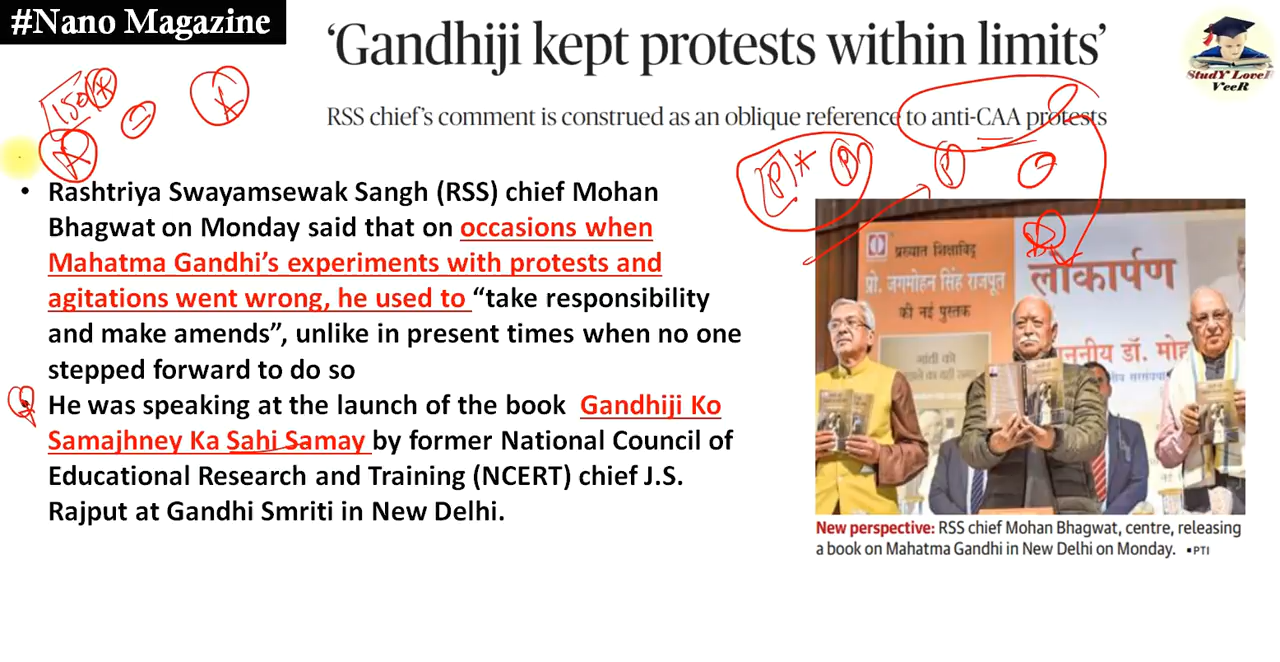 #Nano Magazine
‘Gandhiji kept protests within limits’
StudY LoveR
VeeR
RSS chief’s comment is construed as an oblique reference to anti-CAA protests
• Rashtriya Swayamsewak Sangh (RSS) chief Mohan
Bhagwat on Monday said that on occasions when
Mahatma Gandhi’s experiments with protests and
agitations went wrong, he used to “take responsibility
and make amends”, unlike in present times when no one
stepped forward to do so
• He was speaking at the launch of the book Gandhiji Ko
Samajhney Ka Sahi Samay by former National Council of
Educational Research and Training (NCERT) chief J.S.
Rajput at Gandhi Smriti in New Delhi.
प्रख्यात शिक्षाविद्
प्रो. जगमोहन सिंह राजपूत
की नई पुस्तक
गांधी को
लोकार्पण
माननीय डॉ. मोह
New perspective: RSS chief Mohan Bhagwat, centre, releasing
a book on Mahatma Gandhi in New Delhi on Monday. ▪PTI